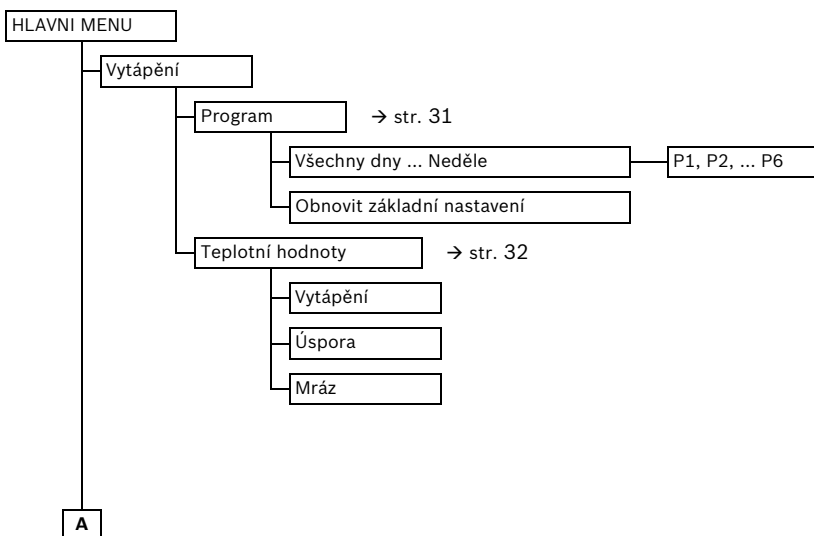 HLAVNI MENU
Vytápění
Program → str. 31
Všechny dny ... Neděle P1, P2, ... P6
Obnovit základní nastavení
Teplotní hodnoty → str. 32
Vytápění
Úspora
Mráz
A